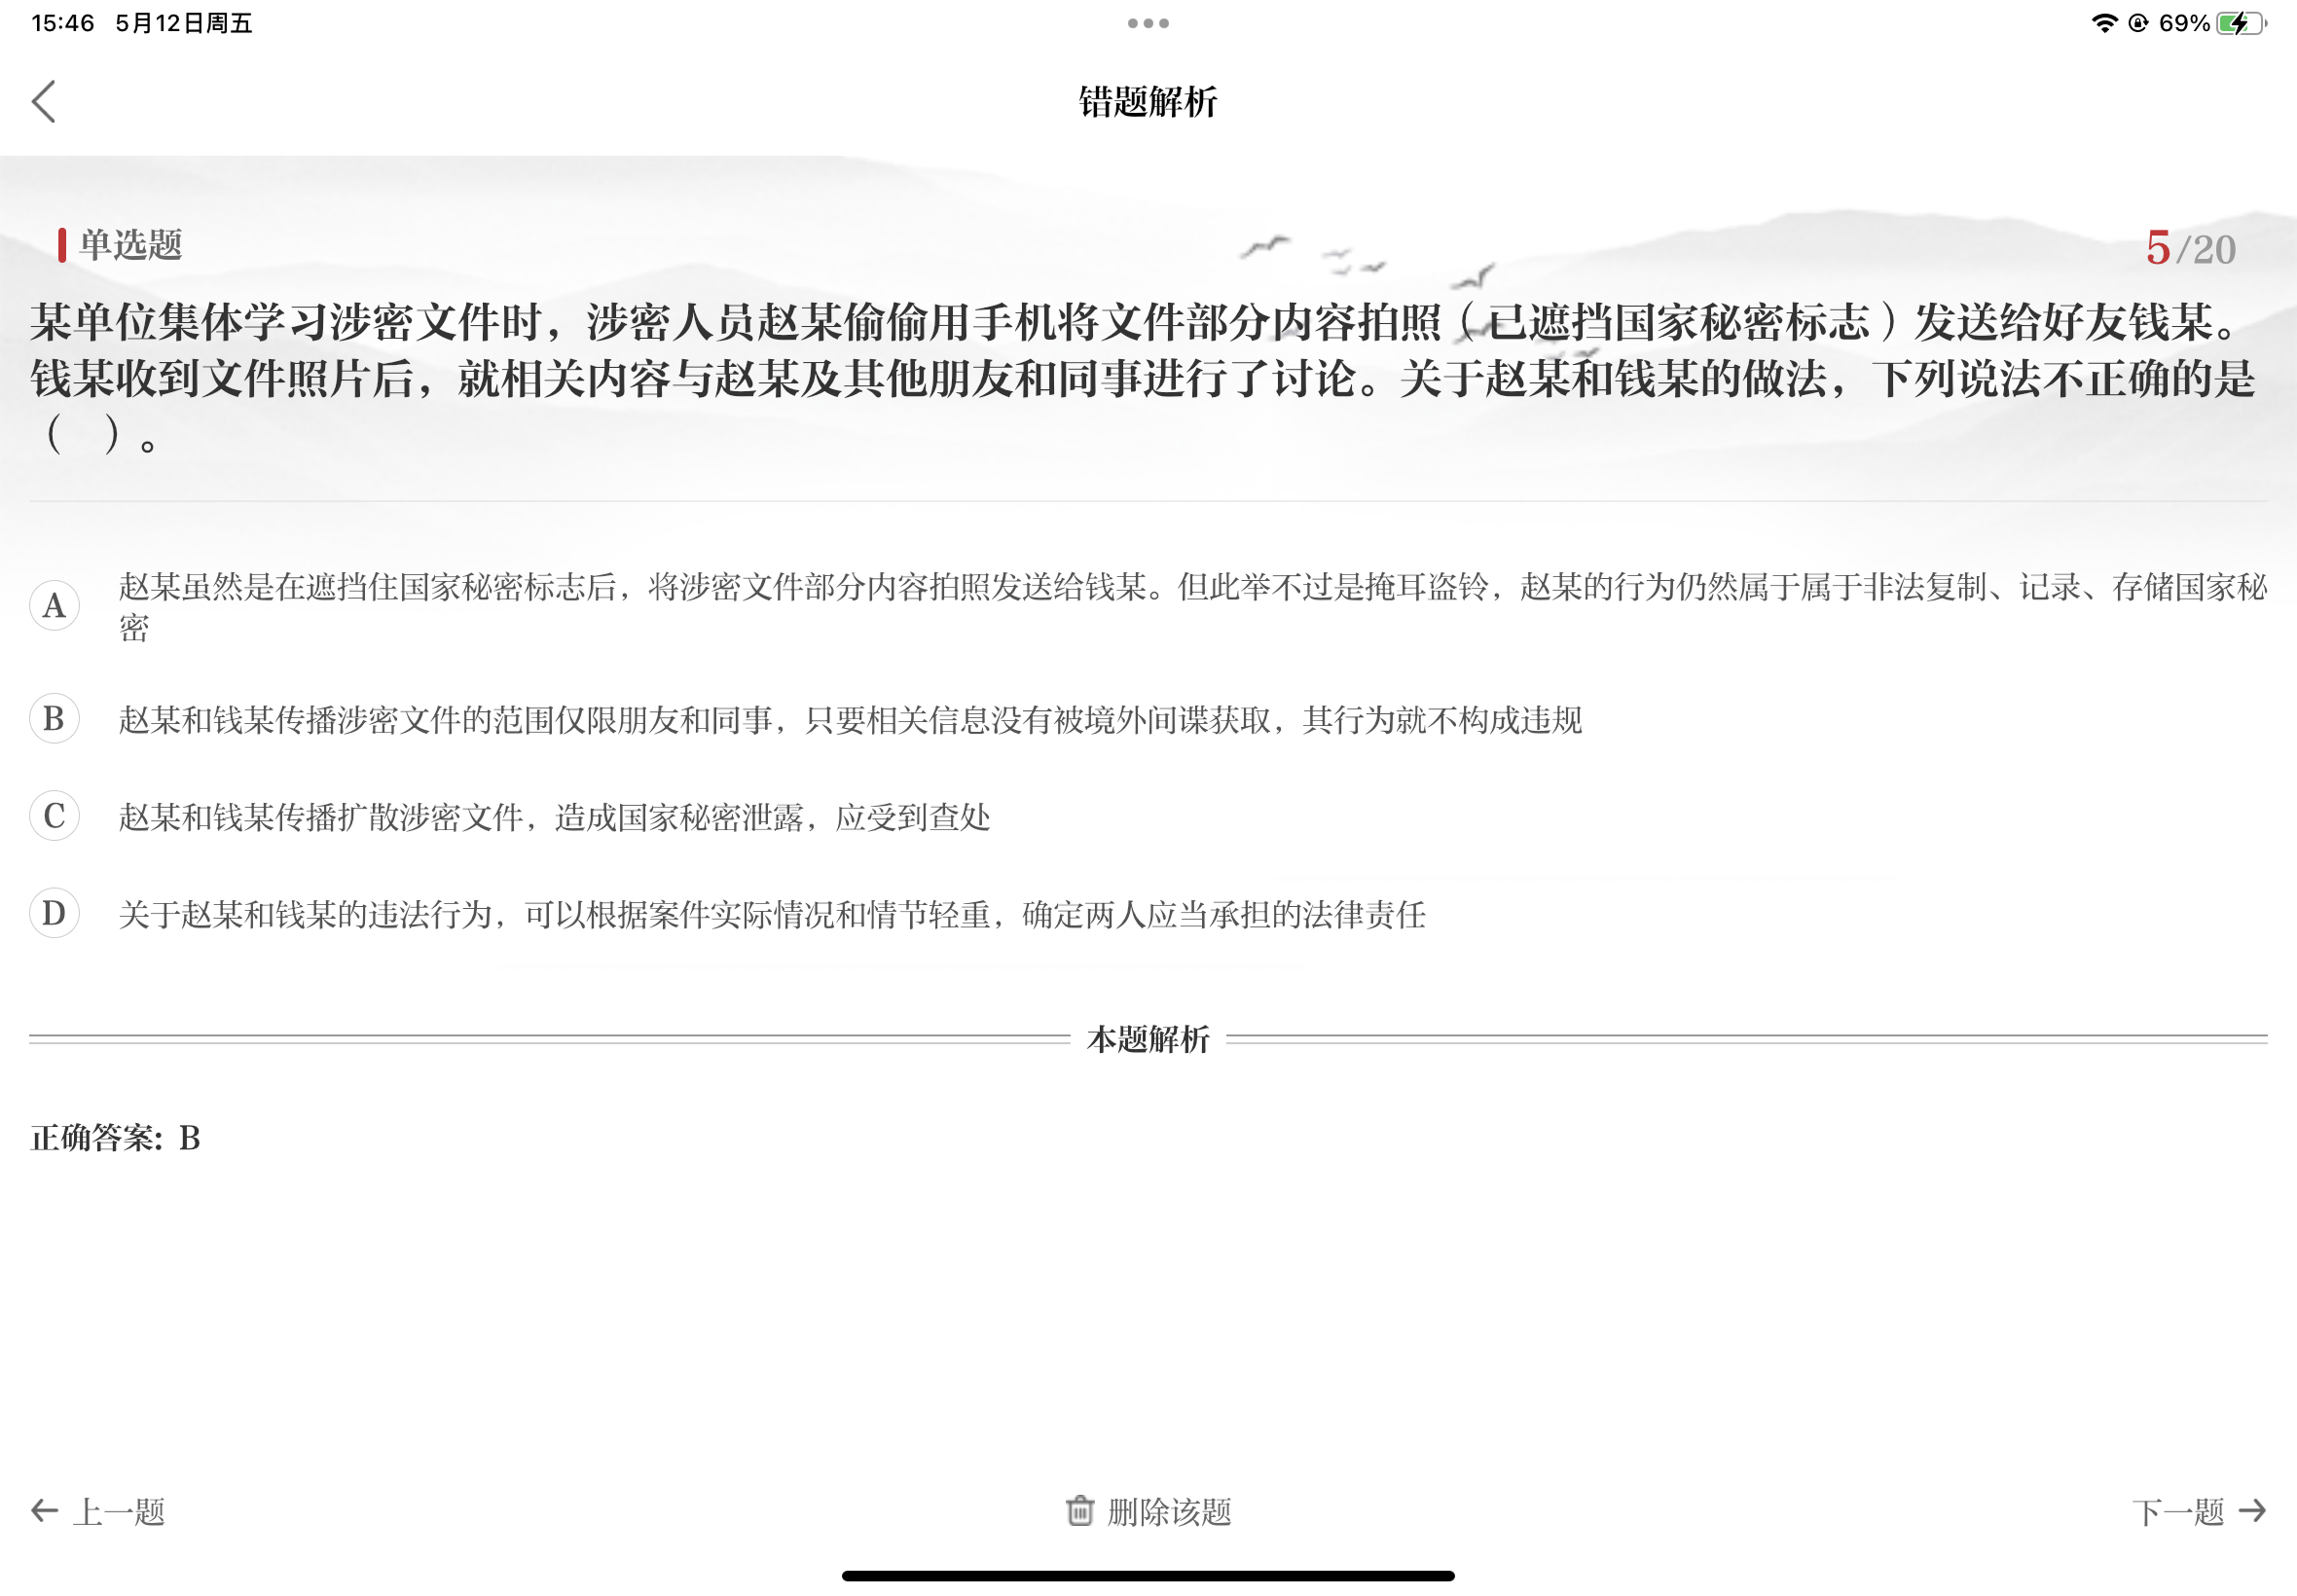 15:46 5月12日周五
69%
错题解析
单选题
5/20
某单位集体学习涉密文件时，涉密人员赵某偷偷用手机将文件部分内容拍照（已遮挡国家秘密标志）发送给好友钱某。
钱某收到文件照片后，就相关内容与赵某及其他朋友和同事进行了讨论。关于赵某和钱某的做法，下列说法不正确的是
（ ）。
A 赵某虽然是在遮挡住国家秘密标志后，将涉密文件部分内容拍照发送给钱某。但此举不过是掩耳盗铃，赵某的行为仍然属于属于非法复制、记录、存储国家秘
密
B 赵某和钱某传播涉密文件的范围仅限朋友和同事，只要相关信息没有被境外间谍获取，其行为就不构成违规
C 赵某和钱某传播扩散涉密文件，造成国家秘密泄露，应受到查处
D 关于赵某和钱某的违法行为，可以根据案件实际情况和情节轻重，确定两人应当承担的法律责任
本题解析
正确答案: B
上一题
删除该题
下一题